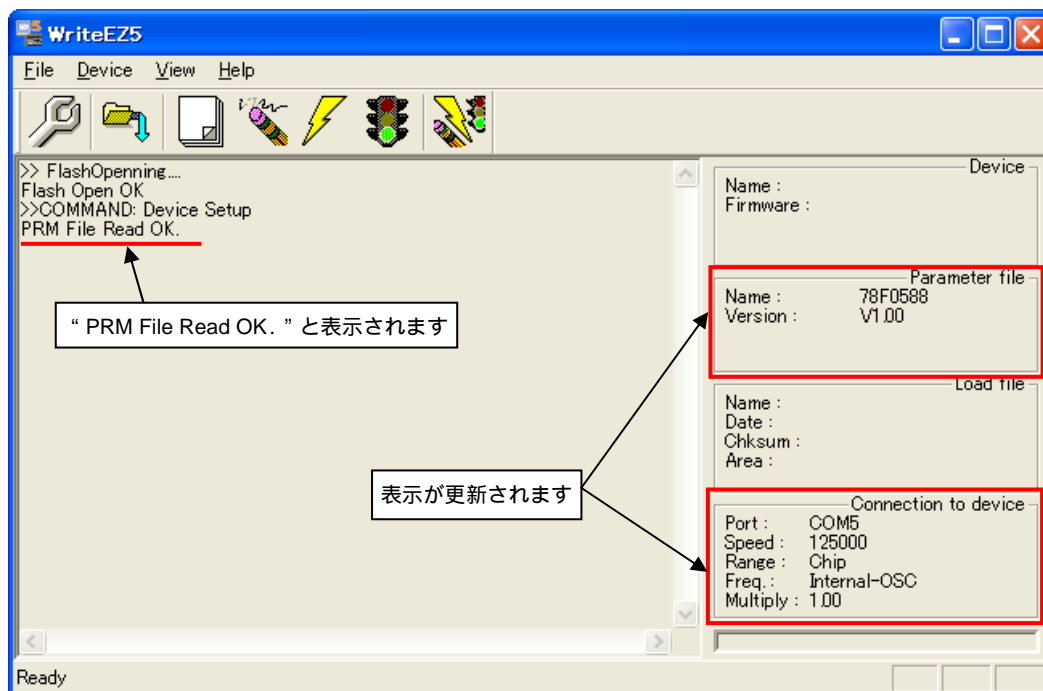 WriteEZ5
File Device View Help
>> FlashOpenning....
Flash Open OK
>>COMMAND: Device Setup
PRM File Read OK.
“ PRM File Read OK. ” と表示されます
表示が更新されます
Device
Name :
Firmware :
Parameter file
Name : 78F0588
Version : V1.00
Load file
Name :
Date :
Chksum :
Area :
Connection to device
Port : COM5
Speed : 125000
Range : Chip
Freq. : Internal-OSC
Multiply : 1.00
Ready